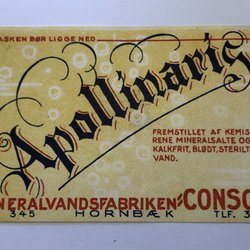 ASKEN BØR LIGGE NED
Apollinaris
FREMSTILLET AF KEMIS
RENE MINERALSALTE OG
KALKFRIT, BLØDT, STERILT
VAND.
NERALVANDSFABRIKEN CONSO
345 HORNBÆK TLF. 3